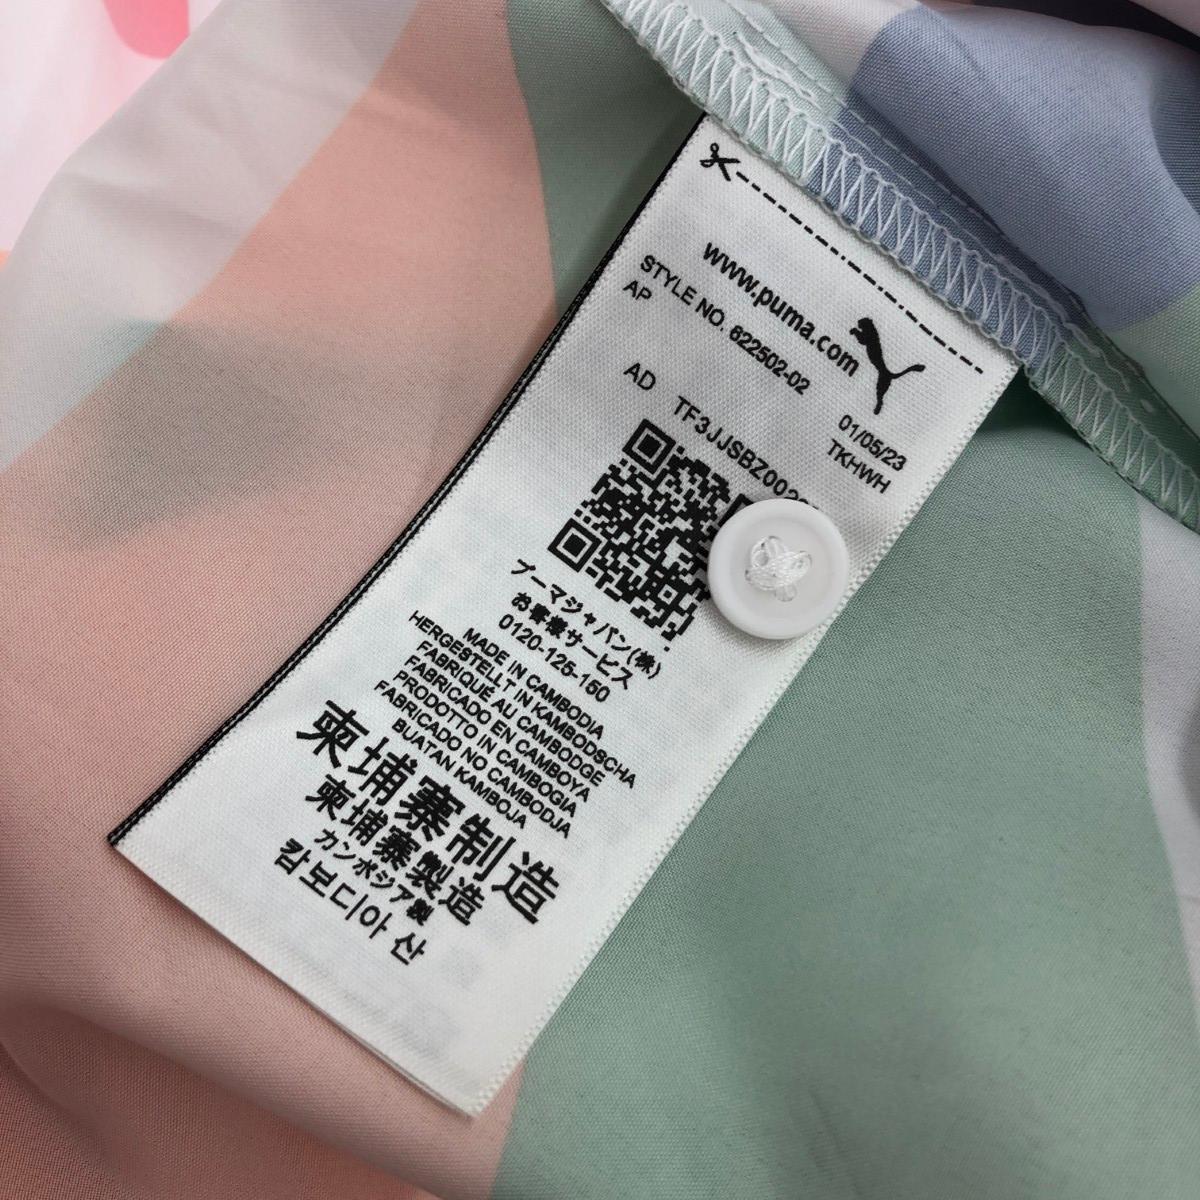 www.puma.com
STYLE NO. 622502-02 01/05/23
AP TKHWH
AD TF3JJSBZ002
プーマジャパン(株)
お客様サービス
0120-125-150
MADE IN CAMBODIA
HERGESTELLT IN KAMBODSCHA
FABRIQUÉ AU CAMBODGE
FABRICADO EN CAMBOYA
PRODOTTO IN CAMBOGIA
FABRICADO NO CAMBODJA
BUATAN KAMBOJA
柬埔寨制造
柬埔寨製造
カンボジア製
캄보디아 산